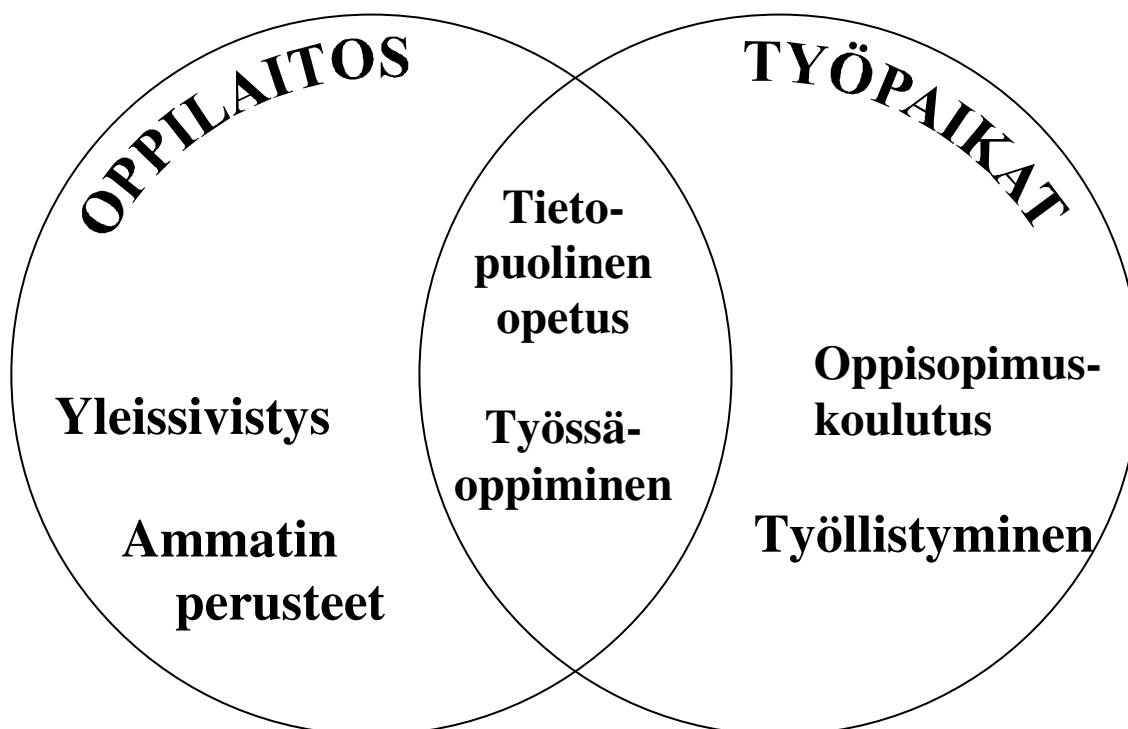 OPPILAITOS
TYÖPAIKAT
Tieto-
puolinen
opetus
Työssä-
oppiminen
Yleissivistys
Ammatin
perusteet
Oppisopimus-
koulutus
Työllistyminen